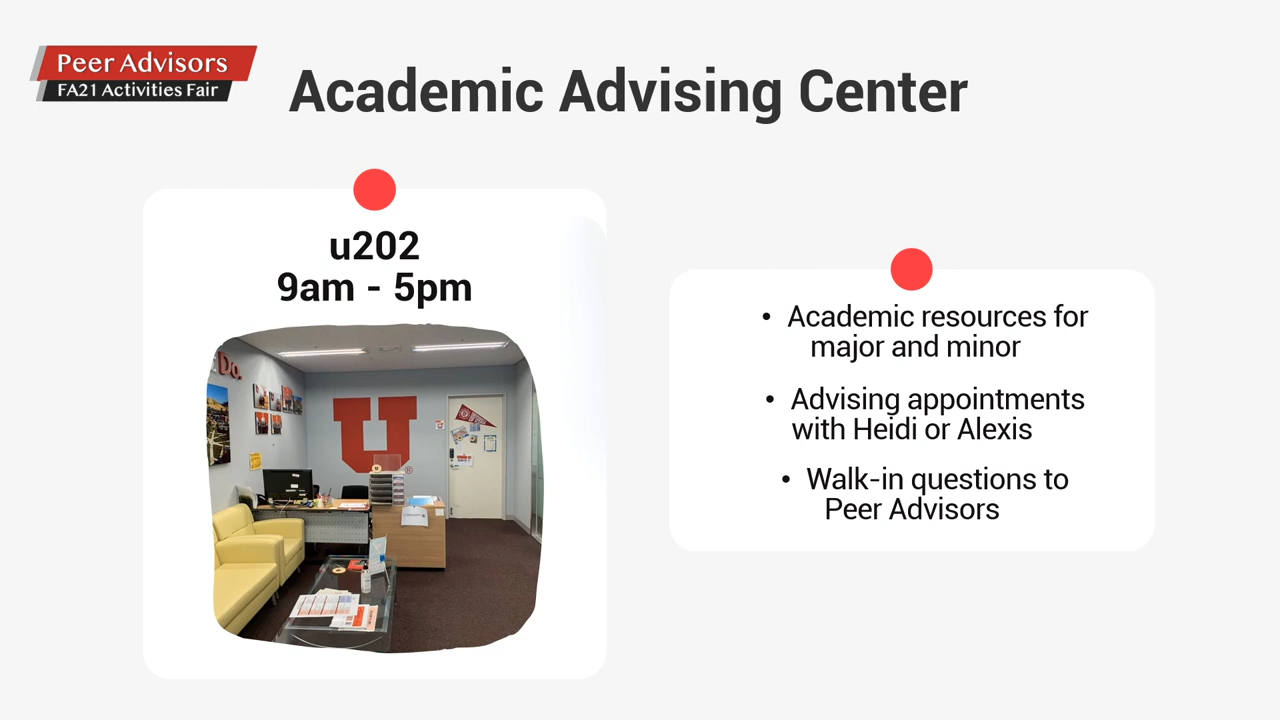 Peer Advisors
FA21 Activities Fair
Academic Advising Center
u202
9am - 5pm
Do.
U
®
• Academic resources for
major and minor
• Advising appointments
with Heidi or Alexis
• Walk-in questions to
Peer Advisors